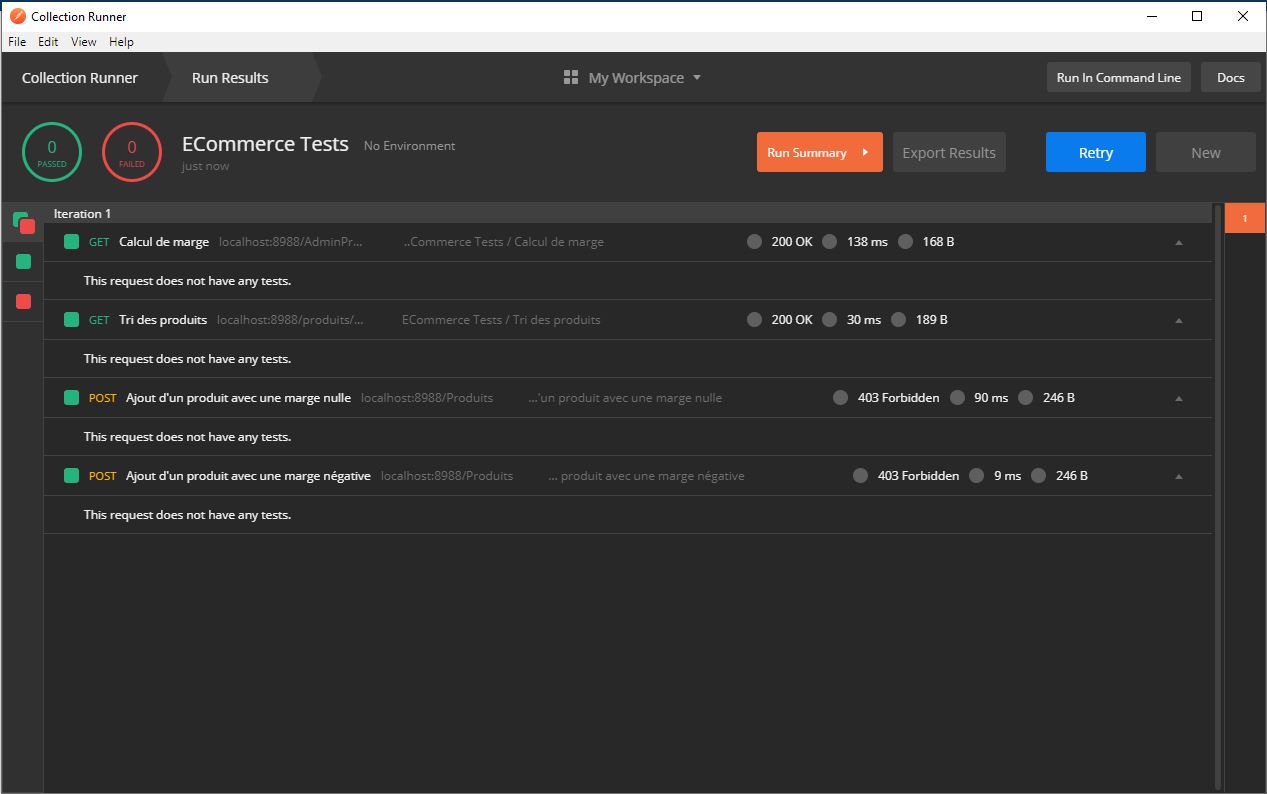 Collection Runner
File Edit View Help
Collection Runner Run Results My Workspace Run In Command Line Docs
0 PASSED 0 FAILED ECommerce Tests No Environment just now Run Summary Export Results Retry New
Iteration 1 1
GET Calcul de marge localhost:8988/AdminPr... ..Commerce Tests / Calcul de marge 200 OK 138 ms 168 B
This request does not have any tests.
GET Tri des produits localhost:8988/produits/... ECommerce Tests / Tri des produits 200 OK 30 ms 189 B
This request does not have any tests.
POST Ajout d'un produit avec une marge nulle localhost:8988/Produits ...'un produit avec une marge nulle 403 Forbidden 90 ms 246 B
This request does not have any tests.
POST Ajout d'un produit avec une marge négative localhost:8988/Produits ... produit avec une marge négative 403 Forbidden 9 ms 246 B
This request does not have any tests.